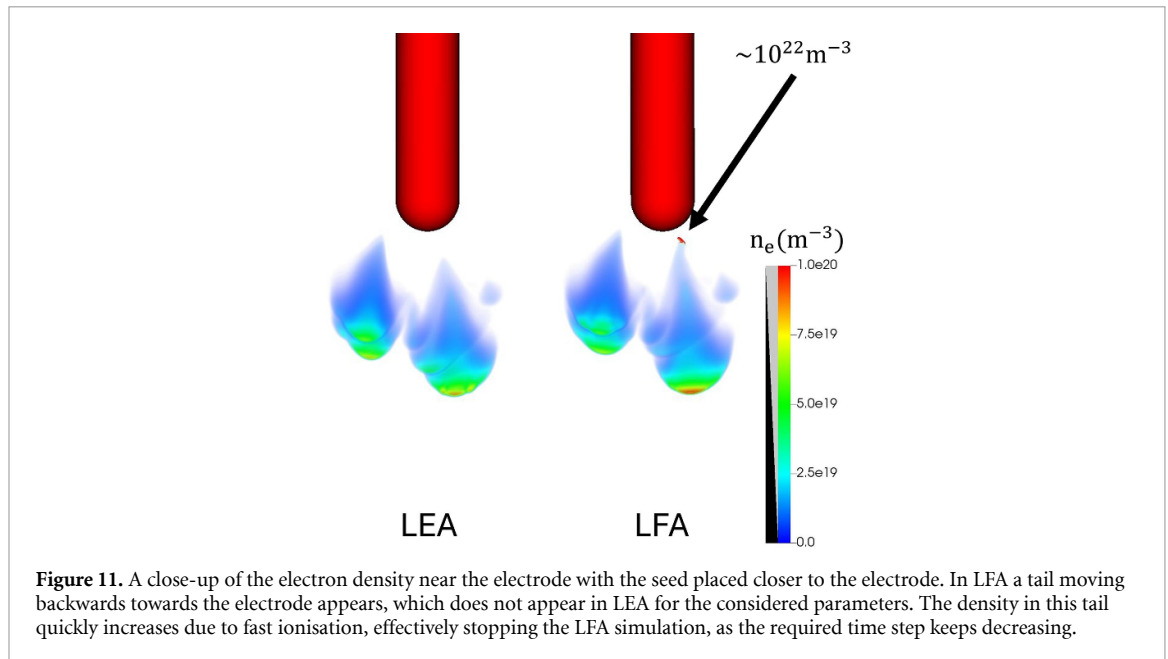 ~10²²m⁻³
nₑ(m⁻³)
1.0e20
7.5e19
5.0e19
2.5e19
0.0
LEA
LFA
Figure 11. A close-up of the electron density near the electrode with the seed placed closer to the electrode. In LFA a tail moving
backwards towards the electrode appears, which does not appear in LEA for the considered parameters. The density in this tail
quickly increases due to fast ionisation, effectively stopping the LFA simulation, as the required time step keeps decreasing.